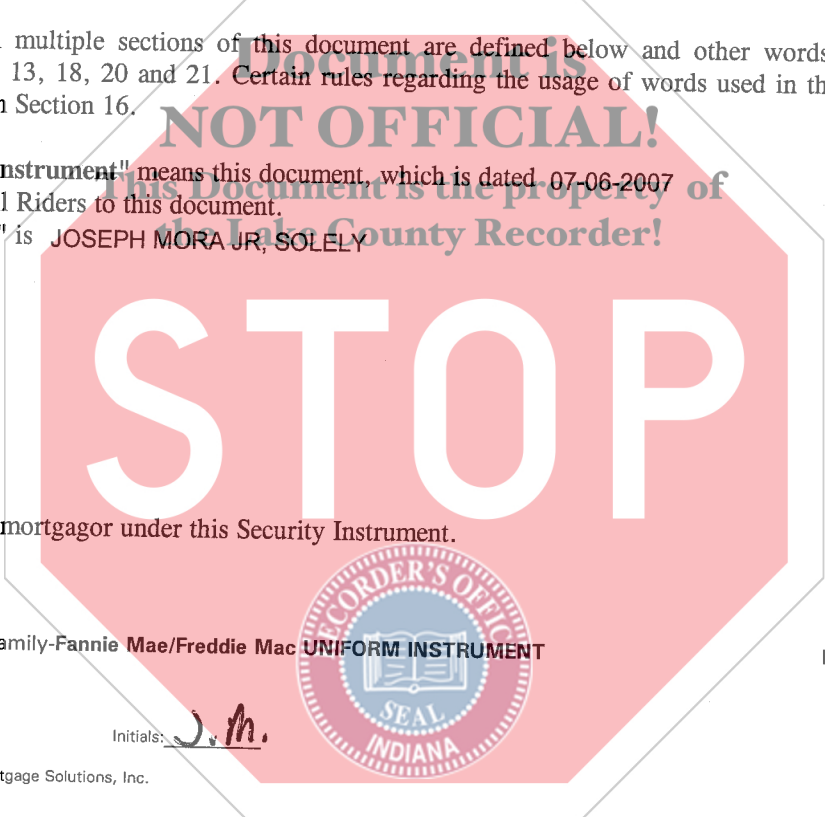 multiple sections of this document are defined below and other words
Document is
13, 18, 20 and 21. Certain rules regarding the usage of words used in th
n Section 16.
NOT OFFICIAL!
nstrument" means this document, which is dated 07-06-2007
This Document is the property of
l Riders to this document.
the Lake County Recorder!
" is JOSEPH MORA JR, SOLELY
STOP
mortgagor under this Security Instrument.
RECORDER'S OFFIC
amily-Fannie Mae/Freddie Mac UNIFORM INSTRUMENT
SEAL
INDIANA
Initials: J.M.
tgage Solutions, Inc.